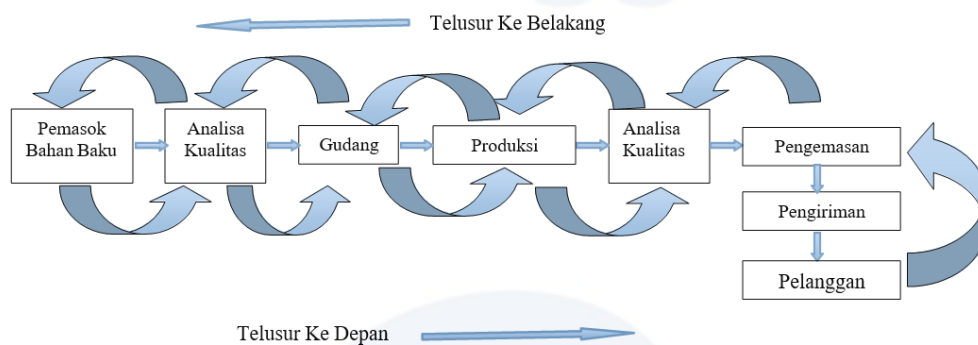 Telusur Ke Belakang
Pemasok
Bahan Baku
Analisa
Kualitas
Gudang
Produksi
Analisa
Kualitas
Pengemasan
Pengiriman
Pelanggan
Telusur Ke Depan